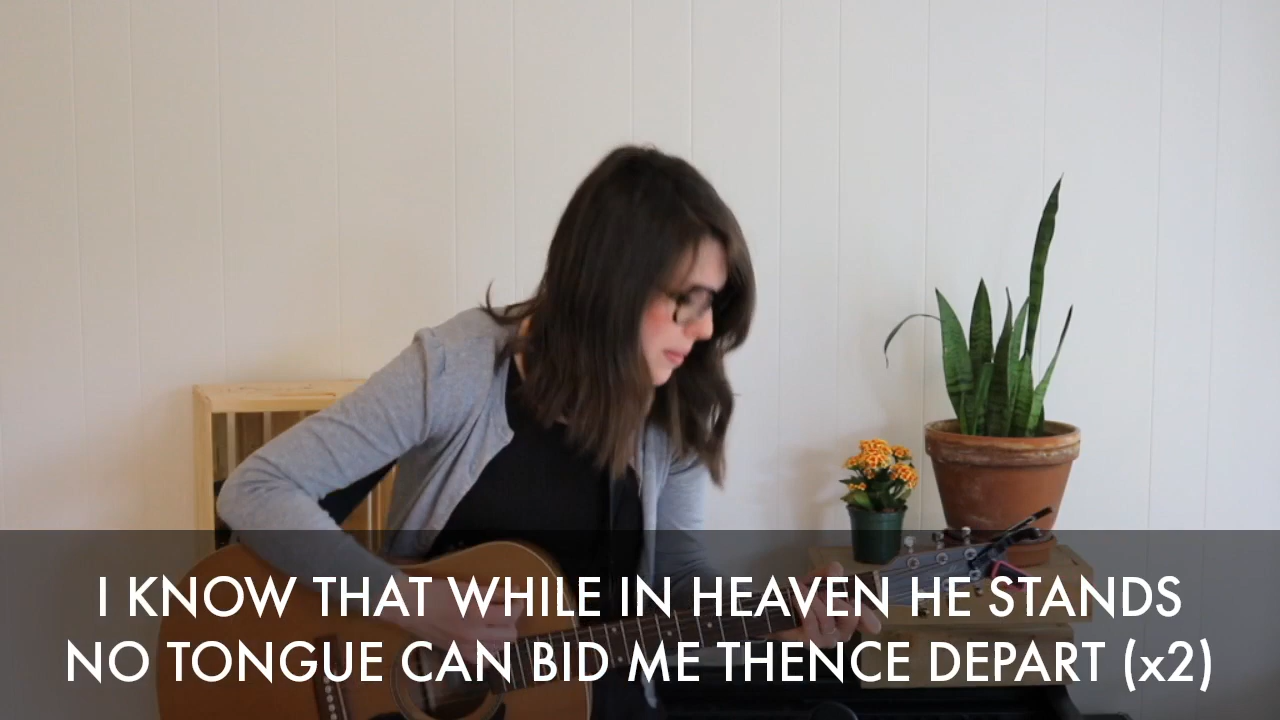 I KNOW THAT WHILE IN HEAVEN HE STANDS
NO TONGUE CAN BID ME THENCE DEPART (x2)